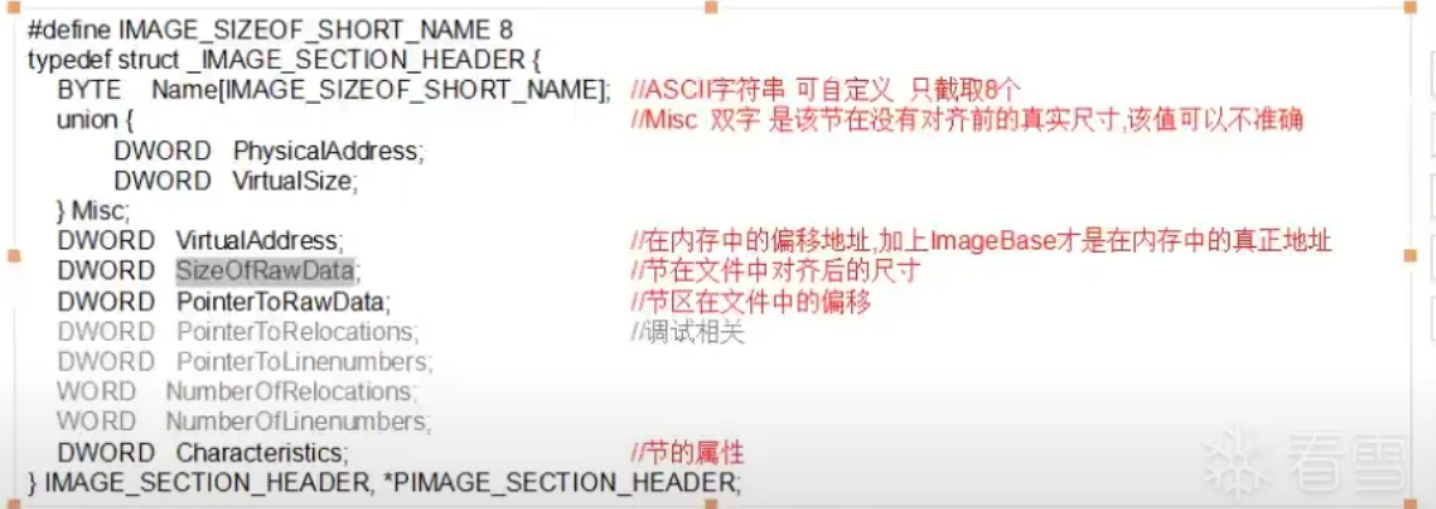 #define IMAGE_SIZEOF_SHORT_NAME 8
typedef struct _IMAGE_SECTION_HEADER {
BYTE Name[IMAGE_SIZEOF_SHORT_NAME]; //ASCII字符串 可自定义 只截取8个
union { //Misc 双字 是该节在没有对齐前的真实尺寸,该值可以不准确
DWORD PhysicalAddress;
DWORD VirtualSize;
} Misc;
DWORD VirtualAddress; //在内存中的偏移地址,加上ImageBase才是在内存中的真正地址
DWORD SizeOfRawData; //节在文件中对齐后的尺寸
DWORD PointerToRawData; //节区在文件中的偏移
DWORD PointerToRelocations; //调试相关
DWORD PointerToLinenumbers;
WORD NumberOfRelocations;
WORD NumberOfLinenumbers;
DWORD Characteristics; //节的属性
} IMAGE_SECTION_HEADER, *PIMAGE_SECTION_HEADER;
看雪